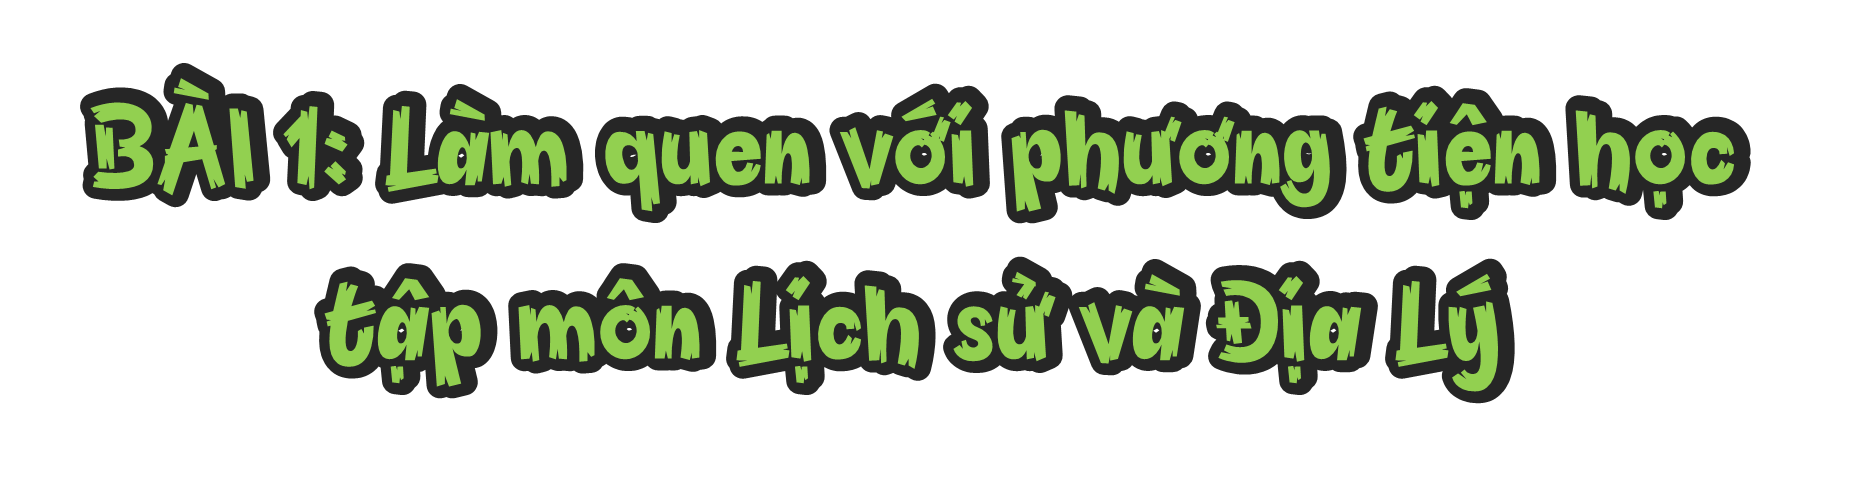 BÀI 1: Làm quen với phương tiện học
tập môn Lịch sử và Địa Lý